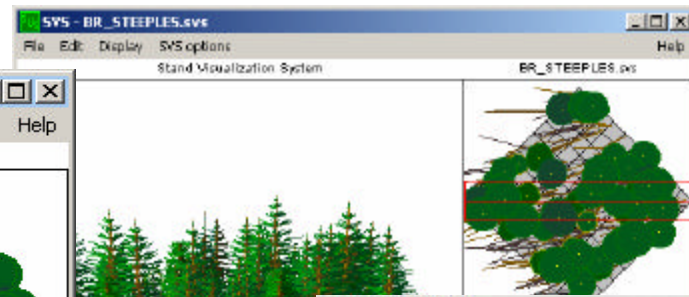 SVS - BR_STEEPLES.svs
File Edit Display SVS options Help
Stand Visualization System BR_STEEPLES.svs
Help